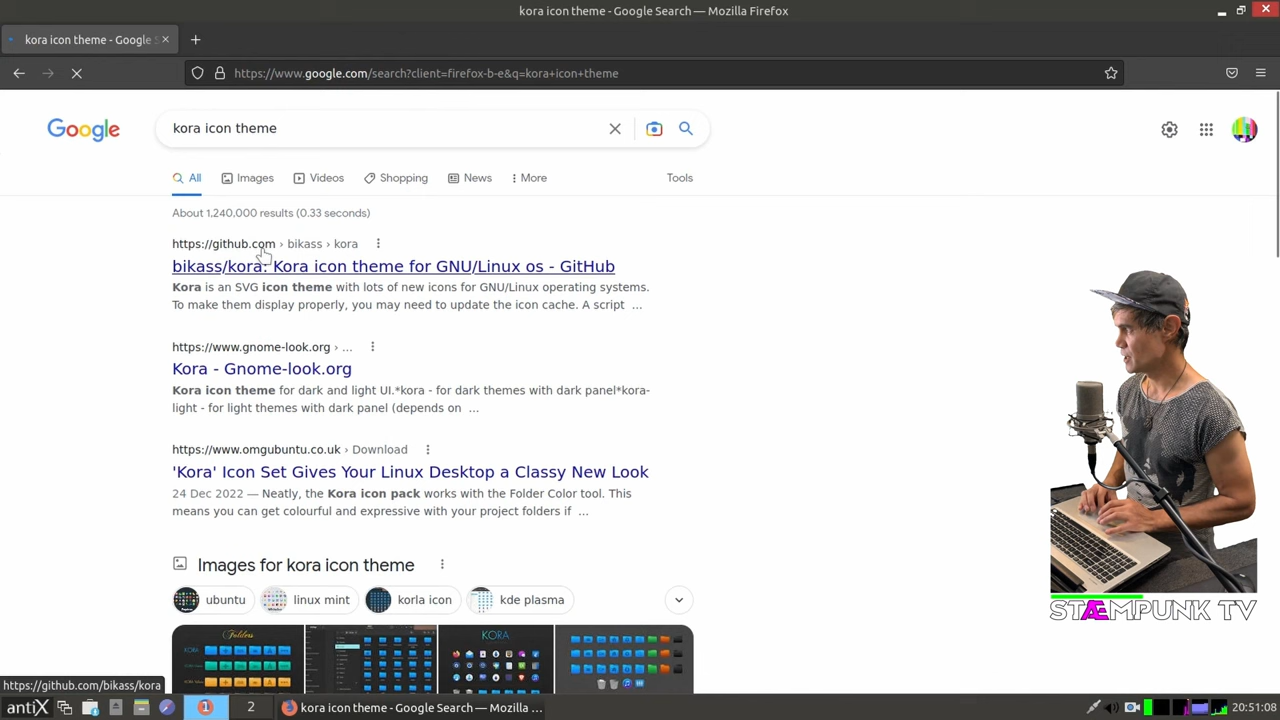 kora icon theme - Google Search — Mozilla Firefox
kora icon theme - Google S
https://www.google.com/search?client=firefox-b-e&q=kora+icon+theme
Google
kora icon theme
All
Images
Videos
Shopping
News
More
Tools
About 1,240,000 results (0.33 seconds)
https://github.com › bikass › kora
bikass/kora: Kora icon theme for GNU/Linux os - GitHub
Kora is an SVG icon theme with lots of new icons for GNU/Linux operating systems.
To make them display properly, you may need to update the icon cache. A script ...
https://www.gnome-look.org › ...
Kora - Gnome-look.org
Kora icon theme for dark and light UI.*kora - for dark themes with dark panel*kora-
light - for light themes with dark panel (depends on ...
https://www.omgubuntu.co.uk › Download
'Kora' Icon Set Gives Your Linux Desktop a Classy New Look
24 Dec 2022 — Neatly, the Kora icon pack works with the Folder Color tool. This
means you can get colourful and expressive with your project folders if ...
Images for kora icon theme
ubuntu
linux mint
korla icon
kde plasma
Folders
KORA
STÆMPUNK TV
https://github.com/bikass/kora
antiX
1
2
kora icon theme - Google Search — Mozilla ...
20:51:08